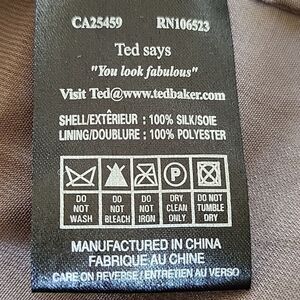 CA25459 RN106523
Ted says
"You look fabulous"
Visit Ted@www.tedbaker.com
SHELL/EXTÊRIEUR : 100% SILK/SOIE
LINING/DOUBLURE : 100% POLYESTER
P
DO NOT WASH
DO NOT BLEACH
DO NOT IRON
DRY CLEAN ONLY
DO NOT TUMBLE DRY
MANUFACTURED IN CHINA
FABRIQUE AU CHINE
CARE ON REVERSE / ENTRETIEN AU VERSO